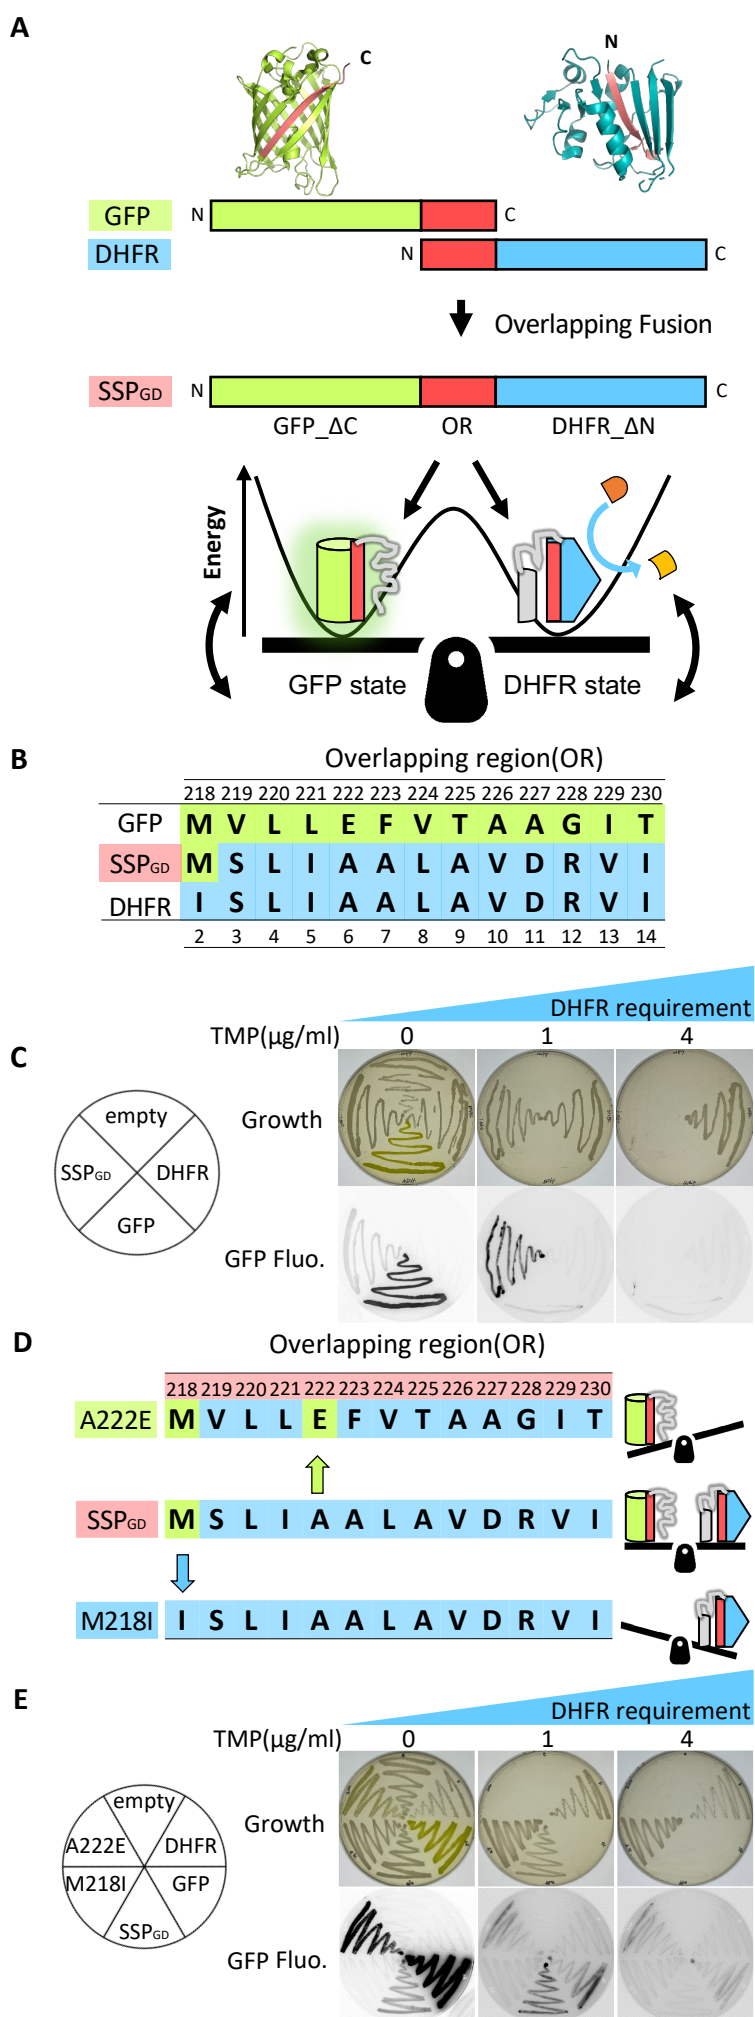 A
C
N
GFP
N
C
DHFR
N
C
Overlapping Fusion
SSPGD
N
C
GFP_ΔC
OR
DHFR_ΔN
Energy
GFP state
DHFR state
B
Overlapping region(OR)
218 219 220 221 222 223 224 225 226 227 228 229 230
GFP M V L L E F V T A A G I T
SSPGD M S L I A A L A V D R V I
DHFR I S L I A A L A V D R V I
2 3 4 5 6 7 8 9 10 11 12 13 14
DHFR requirement
TMP(μg/ml) 0 1 4
C
empty
SSPGD
DHFR
GFP
Growth
GFP Fluo.
D
Overlapping region(OR)
218 219 220 221 222 223 224 225 226 227 228 229 230
A222E M V L L E F V T A A G I T
SSPGD M S L I A A L A V D R V I
M218I I S L I A A L A V D R V I
E
DHFR requirement
TMP(μg/ml) 0 1 4
empty
A222E
DHFR
M218I
GFP
SSPGD
Growth
GFP Fluo.